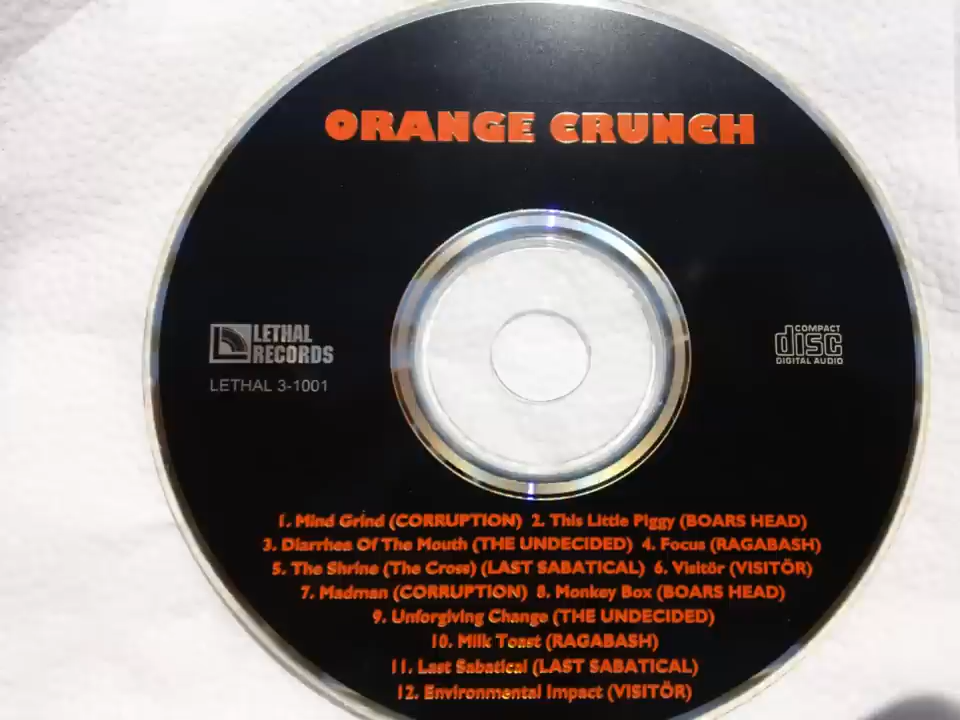 ORANGE CRUNCH
LETHAL
RECORDS
LETHAL 3-1001
COMPACT
disc
DIGITAL AUDIO
1. Mind Grind (CORRUPTION) 2. This Little Piggy (BOARS HEAD)
3. Diarrhea Of The Mouth (THE UNDECIDED) 4. Focus (RAGABASH)
5. The Shrine (The Cross) (LAST SABATICAL) 6. Visitör (VISITÖR)
7. Madman (CORRUPTION) 8. Monkey Box (BOARS HEAD)
9. Unforgiving Change (THE UNDECIDED)
10. Milk Toast (RAGABASH)
11. Last Sabatical (LAST SABATICAL)
12. Environmental Impact (VISITÖR)